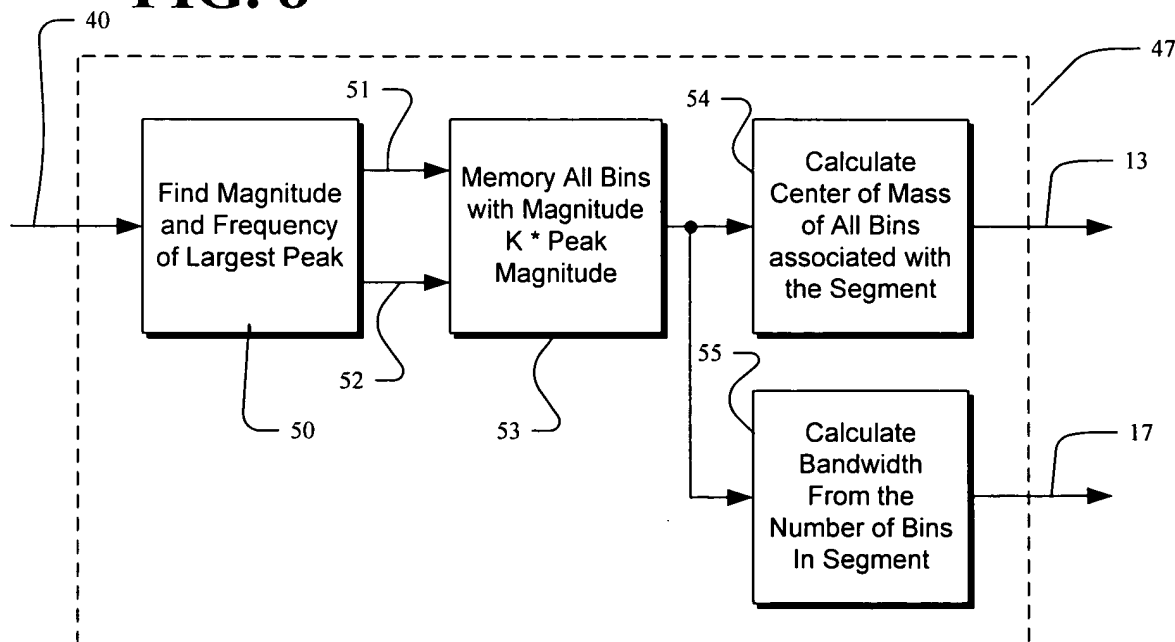 40
47
51
54
13
Find Magnitude
and Frequency
of Largest Peak
Memory All Bins
with Magnitude
K * Peak
Magnitude
Calculate
Center of Mass
of All Bins
associated with
the Segment
52
50
53
55
17
Calculate
Bandwidth
From the
Number of Bins
In Segment